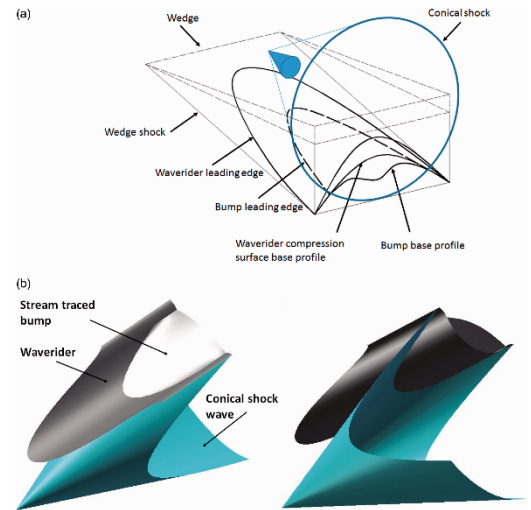 (a)
Wedge
Conical shock
Wedge shock
Waverider leading edge
Bump leading edge
Waverider compression
surface base profile
Bump base profile
(b)
Stream traced
bump
Waverider
Conical shock
wave